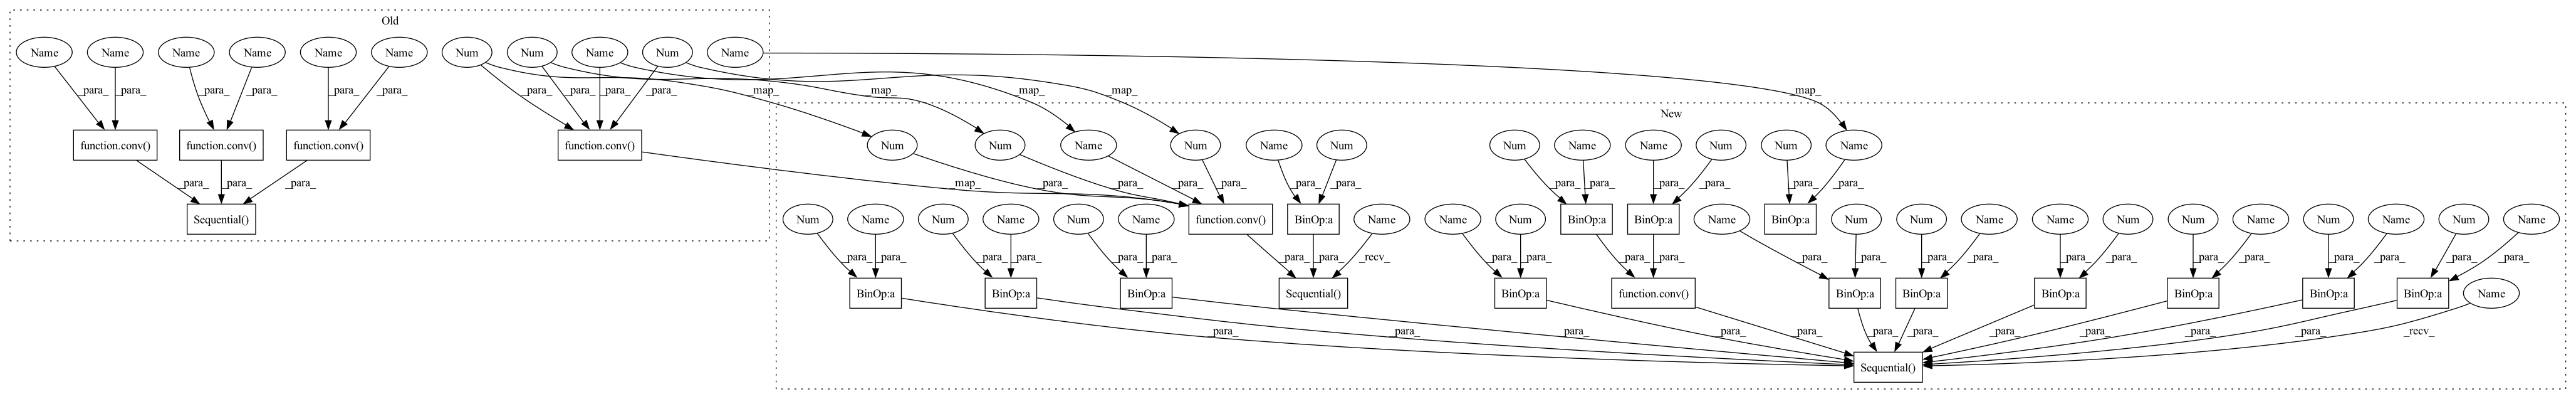 Old
Name Name Name Name Name Name Num Num Name Num Name
_para_ _para_ _para_ _para_ _para_ _para_ _para_ _para_ _para_ _para_ _map_ _map_ _map_ _map_ _map_
New
function.conv() function.conv() function.conv() function.conv() Num Num Name Num Name Num Num Name Name Num Num Name
_para_ _para_ _para_ _map_ _para_ _para_ _para_ _para_ _para_ _para_ _para_ _para_ _para_ _para_ _para_ _para_
Sequential() Num Name Num Name Num Name function.conv() BinOp:a Name Name Num BinOp:a BinOp:a Name BinOp:a Num Num Name Name Num Num Name Num Name Num Name
_para_ _para_ _para_ _para_ _para_ _para_ _para_ _para_ _recv_ _para_ _para_ _para_ _para_ _para_ _para_ _para_ _para_ _para_ _para_ _para_ _para_ _para_ _para_ _para_ _para_
BinOp:a BinOp:a BinOp:a Sequential() BinOp:a function.conv() BinOp:a BinOp:a BinOp:a BinOp:a BinOp:a BinOp:a Name
_para_ _para_ _para_ _para_ _para_ _para_ _para_ _para_ _para_ _para_ _para_ _recv_
Sequential()